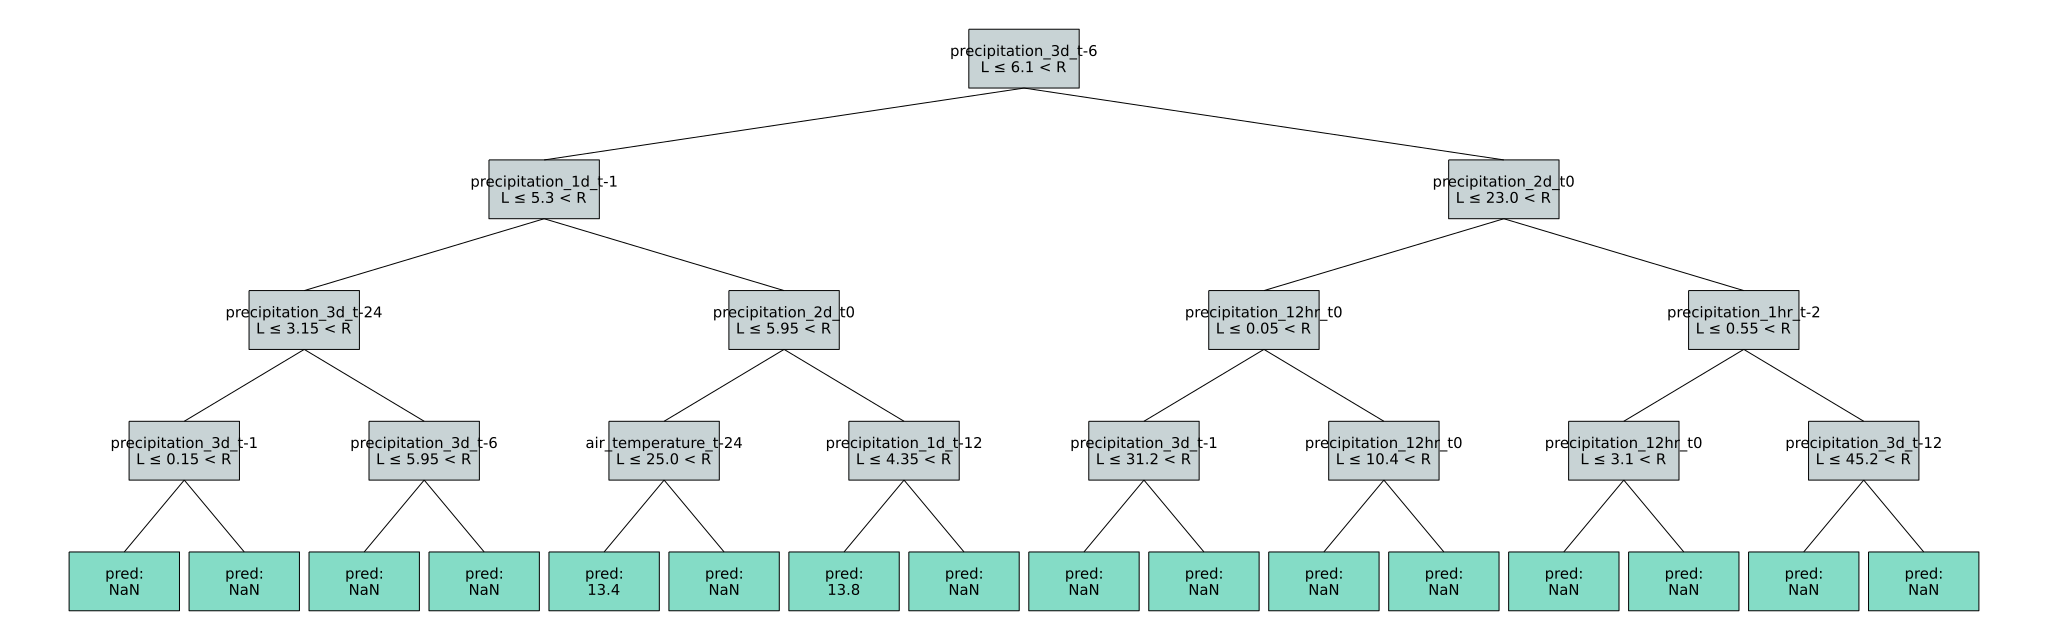 precipitation_3d_t-6
L ≤ 6.1 < R
precipitation_1d_t-1
L ≤ 5.3 < R
precipitation_2d_t0
L ≤ 23.0 < R
precipitation_3d_t-24
L ≤ 3.15 < R
precipitation_2d_t0
L ≤ 5.95 < R
precipitation_12hr_t0
L ≤ 0.05 < R
precipitation_1hr_t-2
L ≤ 0.55 < R
precipitation_3d_t-1
L ≤ 0.15 < R
precipitation_3d_t-6
L ≤ 5.95 < R
air_temperature_t-24
L ≤ 25.0 < R
precipitation_1d_t-12
L ≤ 4.35 < R
precipitation_3d_t-1
L ≤ 31.2 < R
precipitation_12hr_t0
L ≤ 10.4 < R
precipitation_12hr_t0
L ≤ 3.1 < R
precipitation_3d_t-12
L ≤ 45.2 < R
pred:
NaN
pred:
NaN
pred:
NaN
pred:
NaN
pred:
13.4
pred:
NaN
pred:
13.8
pred:
NaN
pred:
NaN
pred:
NaN
pred:
NaN
pred:
NaN
pred:
NaN
pred:
NaN
pred:
NaN
pred:
NaN